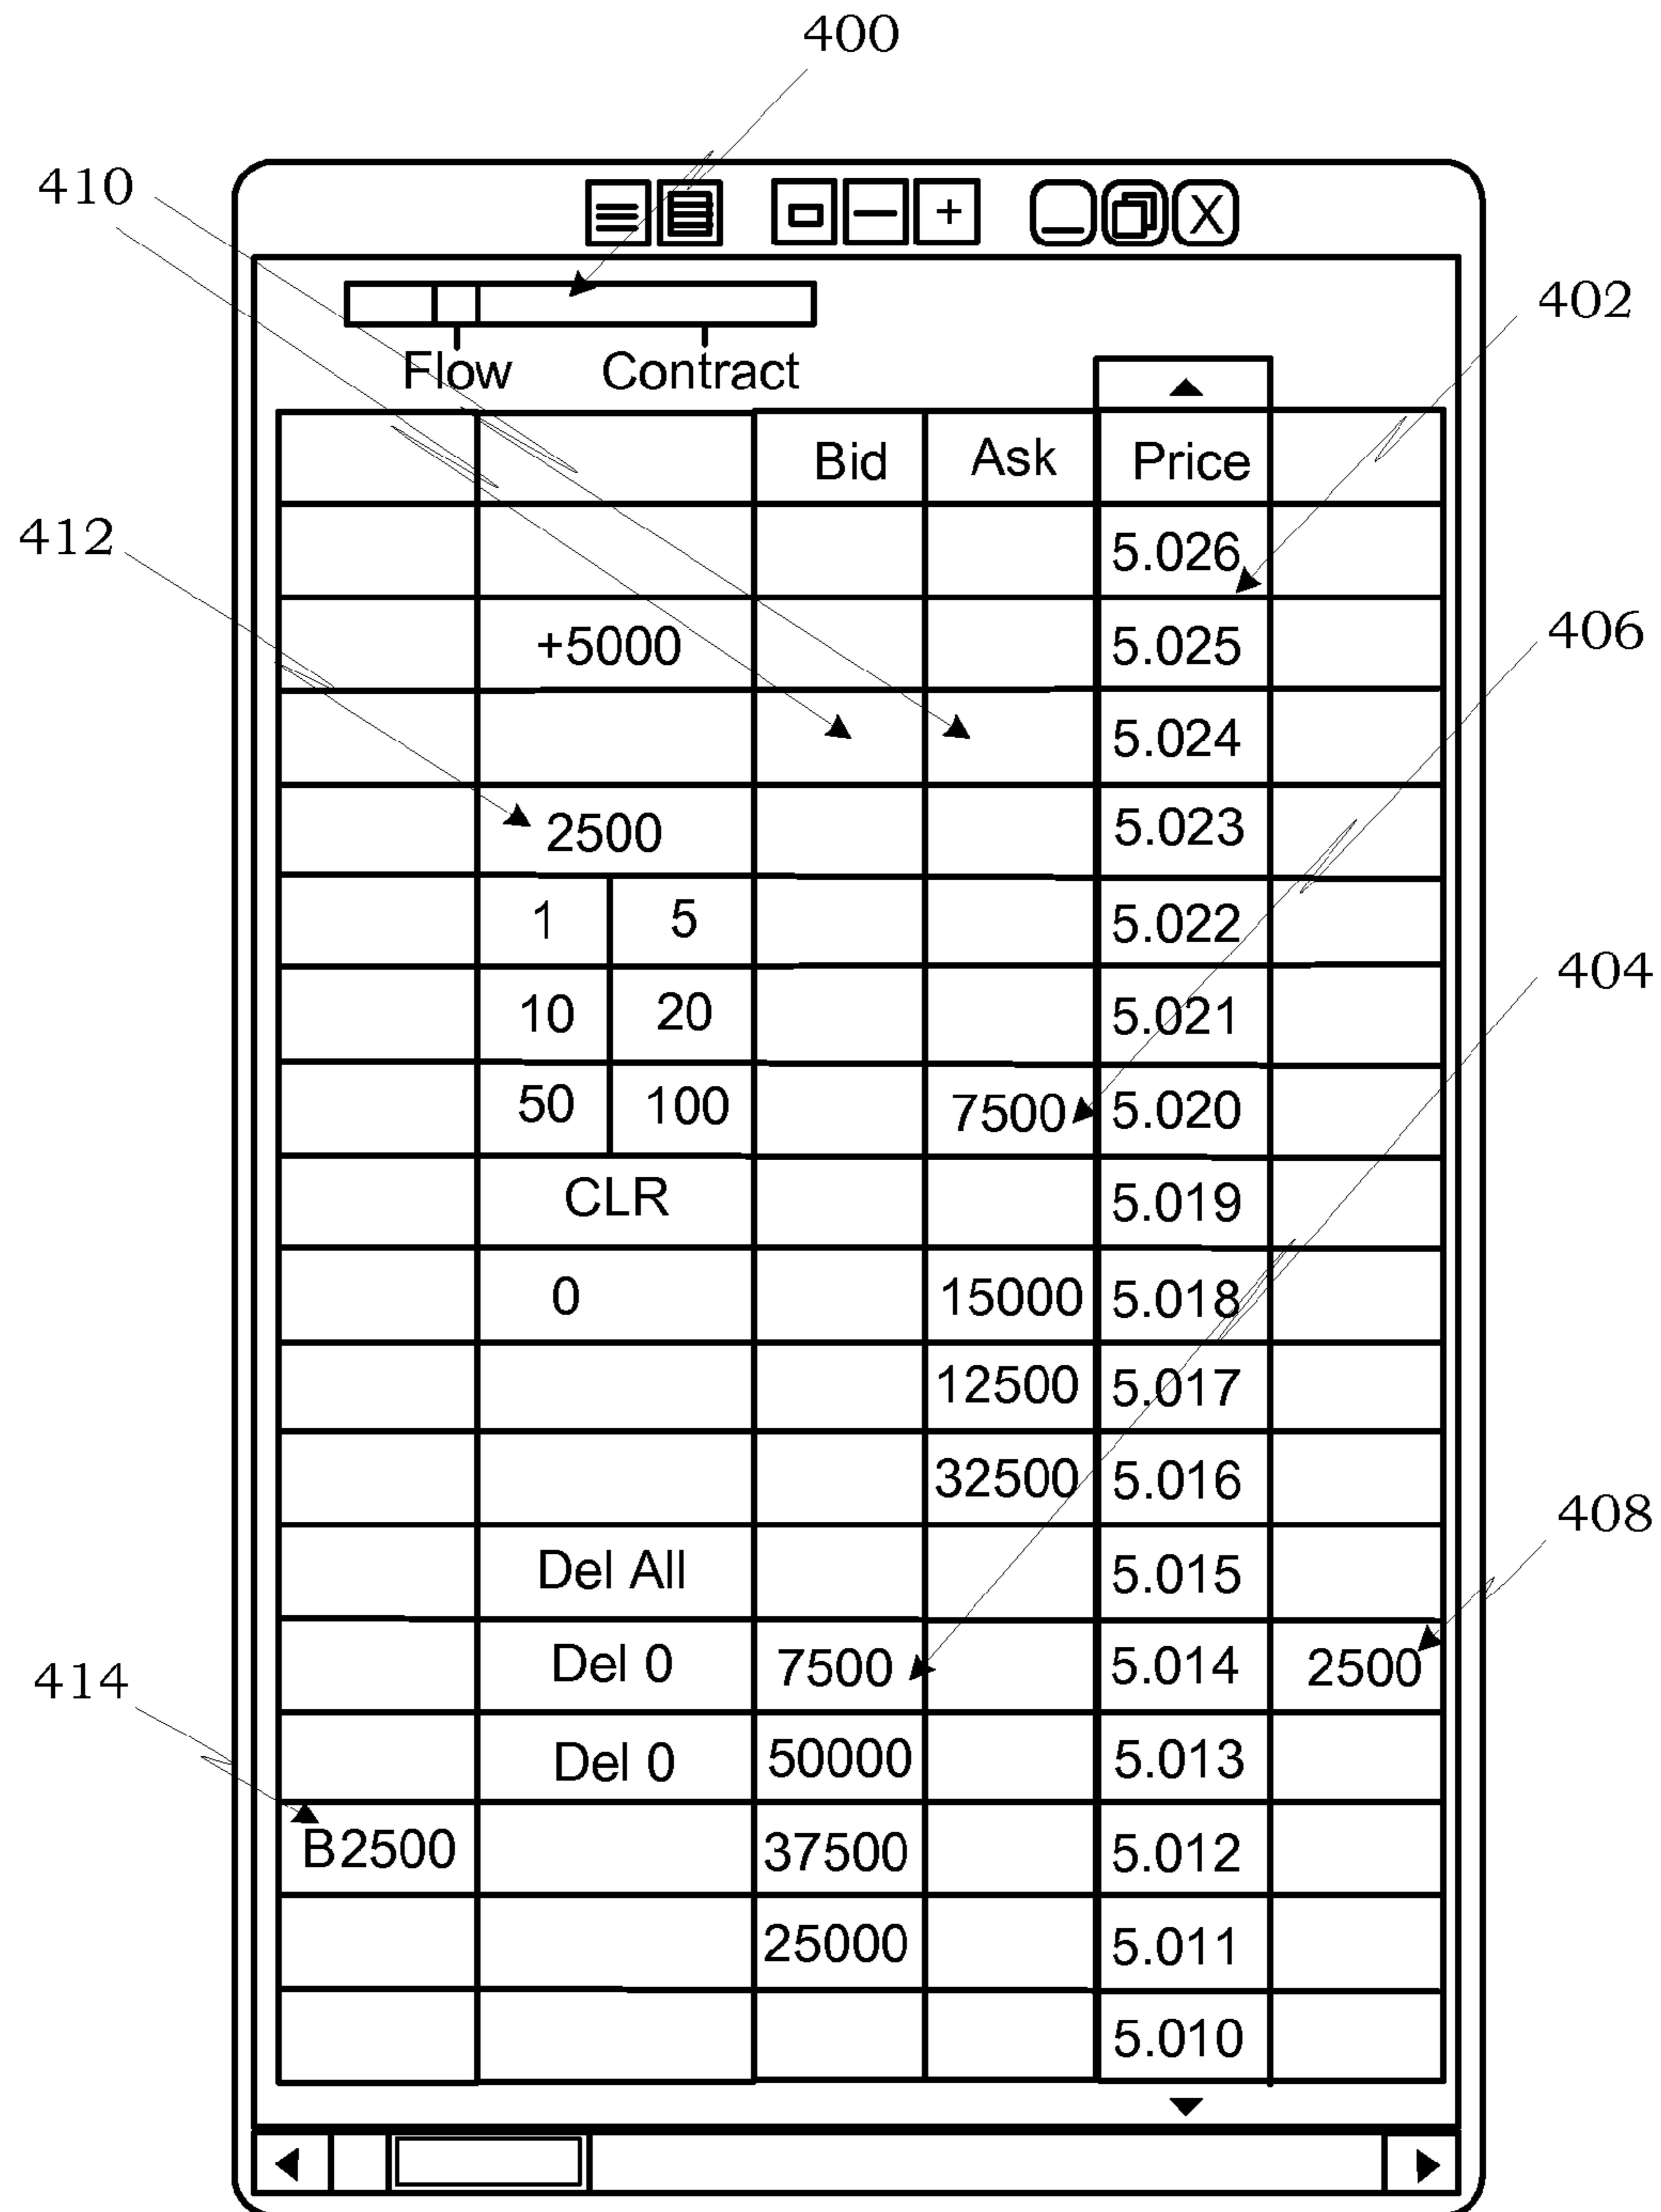 400
410
X
402
Flow Contract
Bid Ask Price
412
5.026
+5000 5.025
406
5.024
2500 5.023
1 5 5.022
404
10 20 5.021
50 100 7500 5.020
CLR 5.019
0 15000 5.018
12500 5.017
32500 5.016
408
Del All 5.015
Del 0 7500 5.014 2500
414
Del 0 50000 5.013
B2500 37500 5.012
25000 5.011
5.010